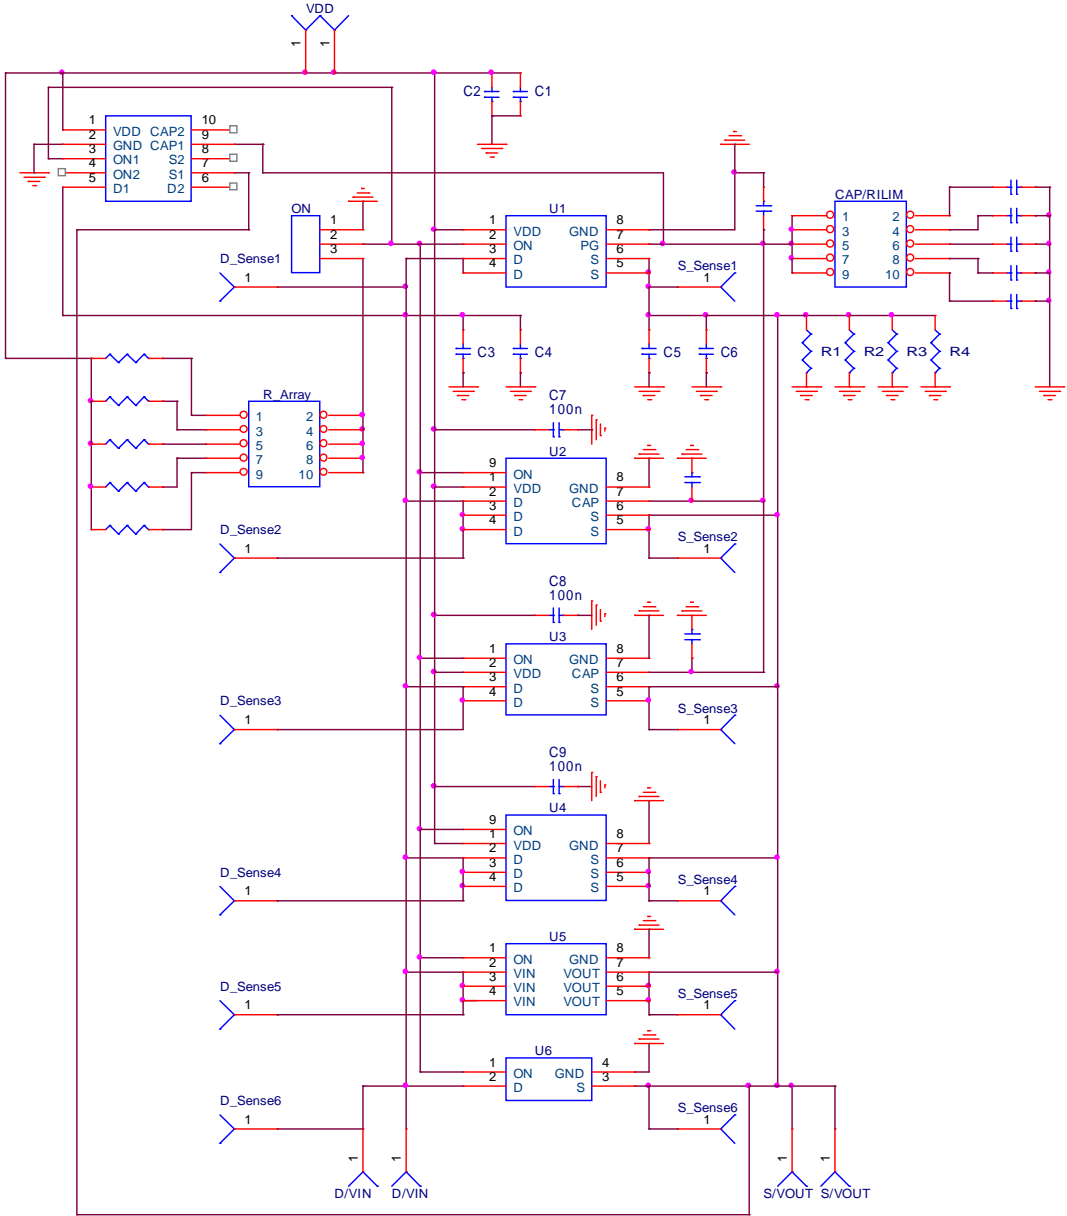 VDD
1 1
C2 C1
1 VDD CAP2 10
2 GND CAP1 9
3 ON1 S2 8
4 ON2 S1 7
5 D1 D2 6
ON
1
2
3
U1
1 VDD GND 8
2 ON PG 7
3 D S 6
4 D S 5
CAP/RILIM
1 2
3 4
5 6
7 8
9 10
D_Sense1
1
S_Sense1
1
C3 C4 C5 C6
R1 R2 R3 R4
R_Array
1 2
3 4
5 6
7 8
9 10
C7
100n
U2
9 ON
1 VDD GND 8
2 D CAP 7
3 D S 6
4 D S 5
D_Sense2
1
S_Sense2
1
C8
100n
U3
1 ON GND 8
2 VDD CAP 7
3 D S 6
4 D S 5
D_Sense3
1
S_Sense3
1
C9
100n
U4
9 ON
1 VDD GND 8
2 D S 7
3 D S 6
4 D S 5
D_Sense4
1
S_Sense4
1
U5
1 ON GND 8
2 VIN VOUT 7
3 VIN VOUT 6
4 VIN VOUT 5
D_Sense5
1
S_Sense5
1
U6
1 ON GND 4
2 D S 3
D_Sense6
1
S_Sense6
1
1 1 1 1
D/VIN D/VIN S/VOUT S/VOUT